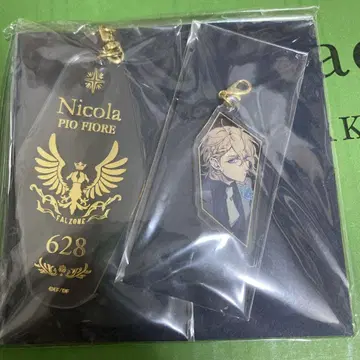 Nicola
PIO FIORE
FALZONE
628